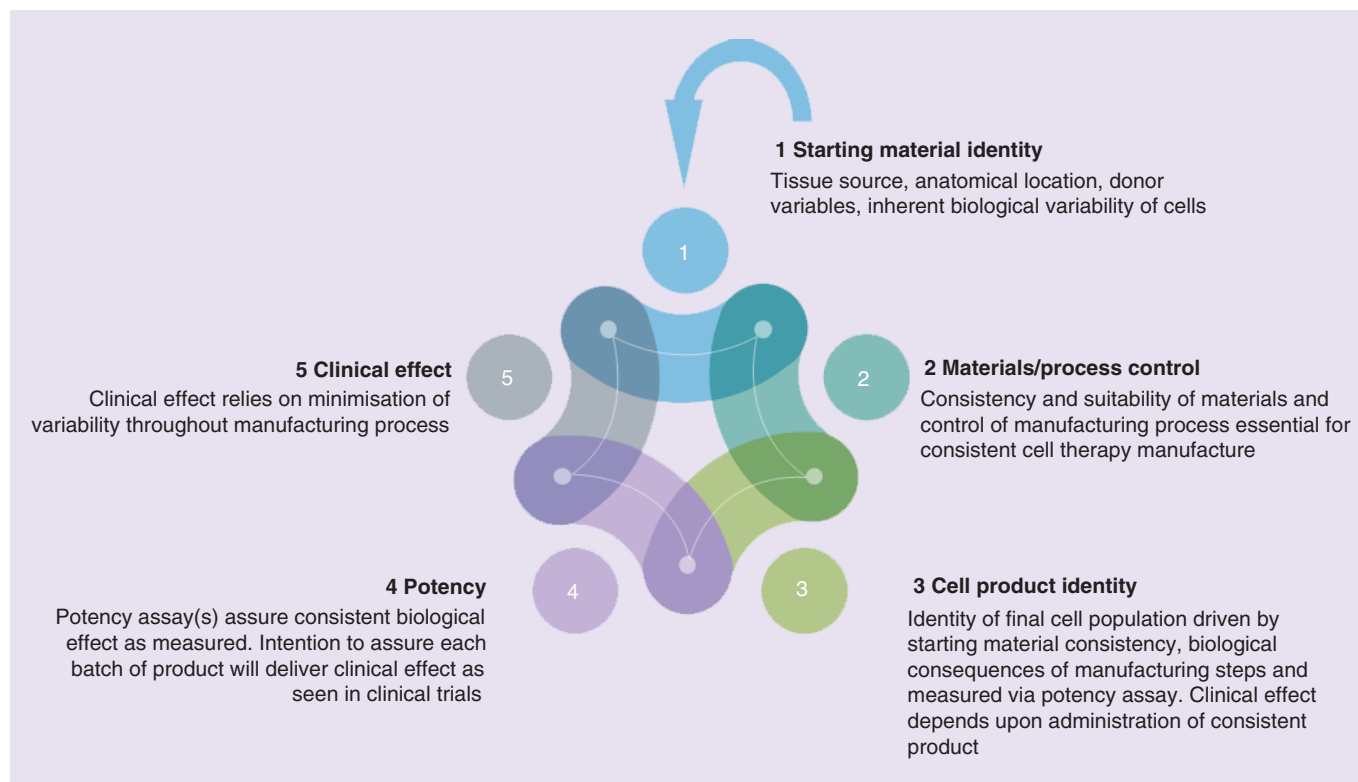 1 Starting material identity
Tissue source, anatomical location, donor
variables, inherent biological variability of cells
1
2
2 Materials/process control
Consistency and suitability of materials and
control of manufacturing process essential for
consistent cell therapy manufacture
3
3 Cell product identity
Identity of final cell population driven by
starting material consistency, biological
consequences of manufacturing steps and
measured via potency assay. Clinical effect
depends upon administration of consistent
product
4
4 Potency
Potency assay(s) assure consistent biological
effect as measured. Intention to assure each
batch of product will deliver clinical effect as
seen in clinical trials
5
5 Clinical effect
Clinical effect relies on minimisation of
variability throughout manufacturing process